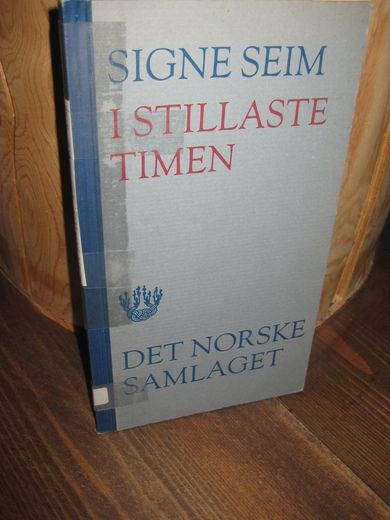 SIGNE SEIM
I STILLASTE
TIMEN
DET NORSKE
SAMLAGET